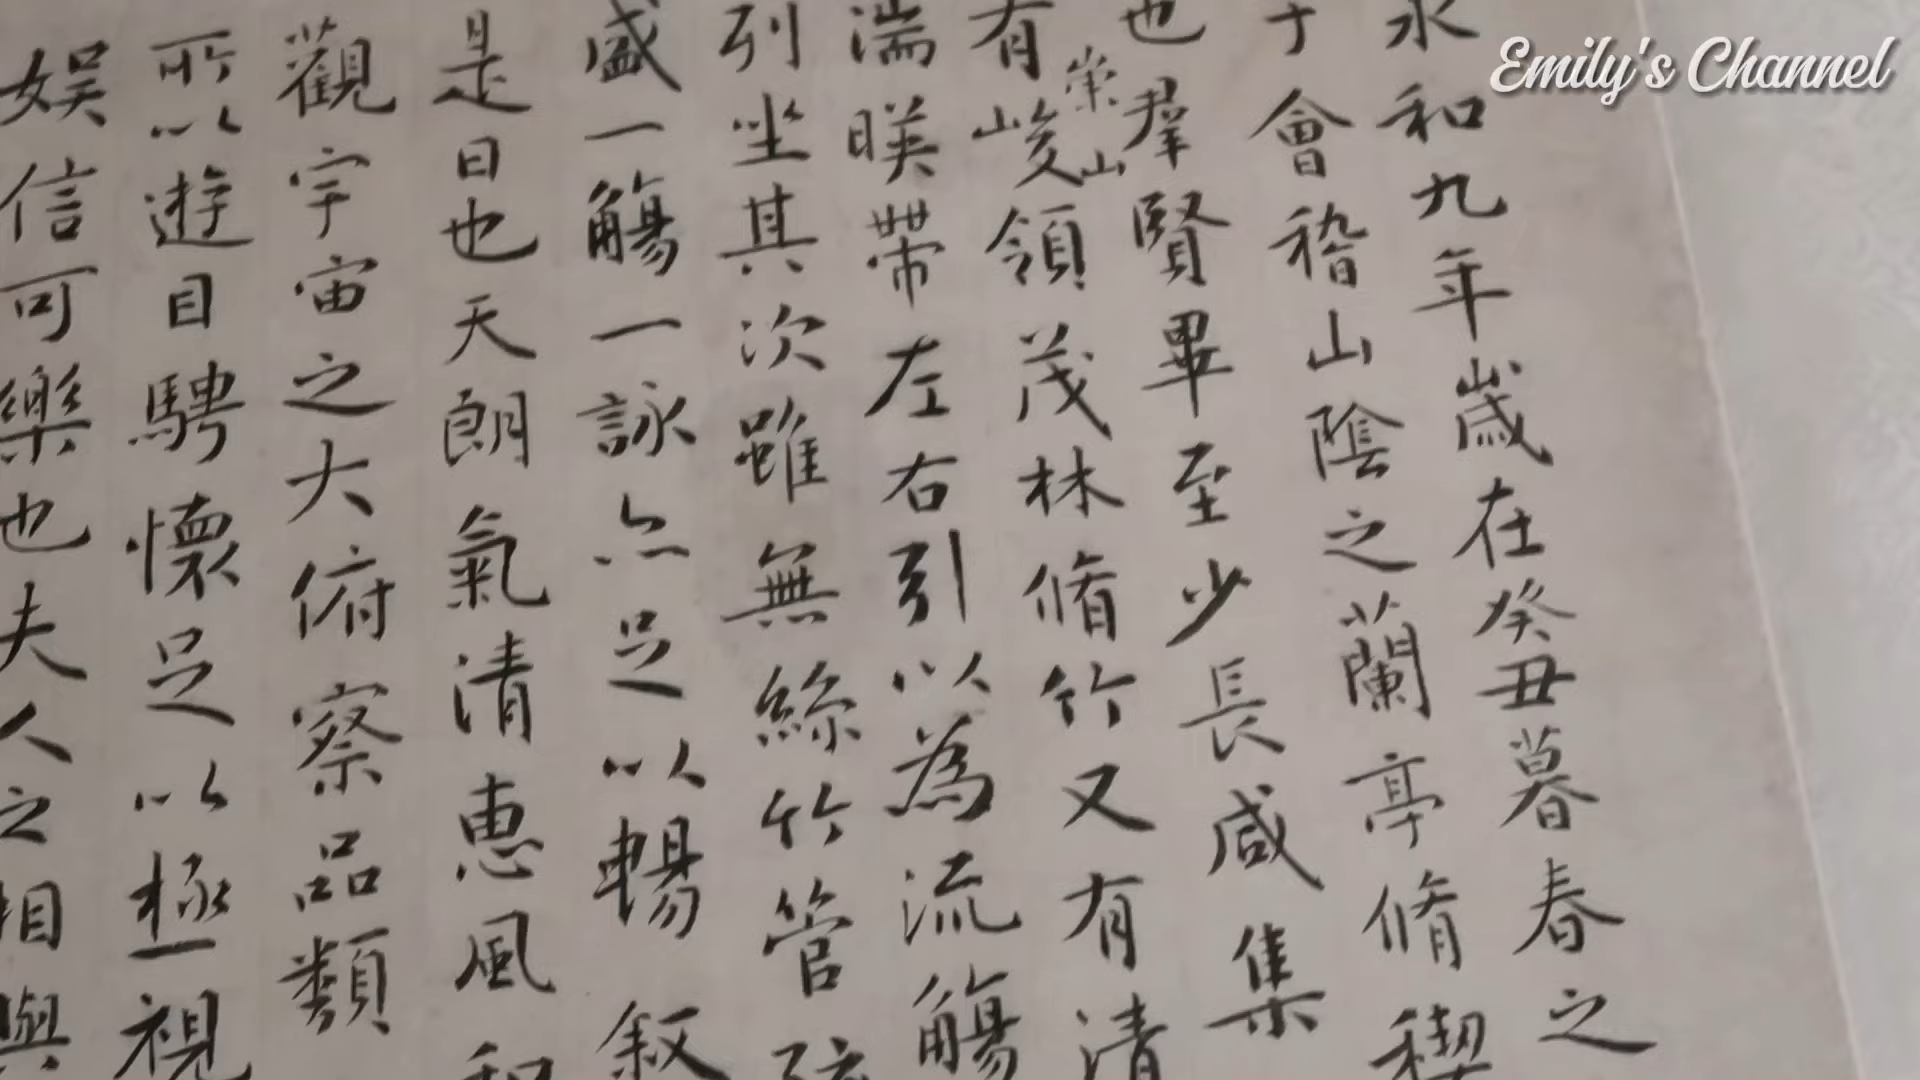 Emily's Channel
永和九年歲在癸丑暮春之
于會稽山陰之蘭亭脩禊
也羣賢畢至少長咸集
有崇山峻領茂林脩竹又有清
湍暎帶左右引以為流觴
列坐其次雖無絲竹管弦
盛一觴一詠亦足以暢叙
是日也天朗氣清惠風和
觀宇宙之大俯察品類
所以遊目騁懷足以極視
娛信可樂也夫人之相與